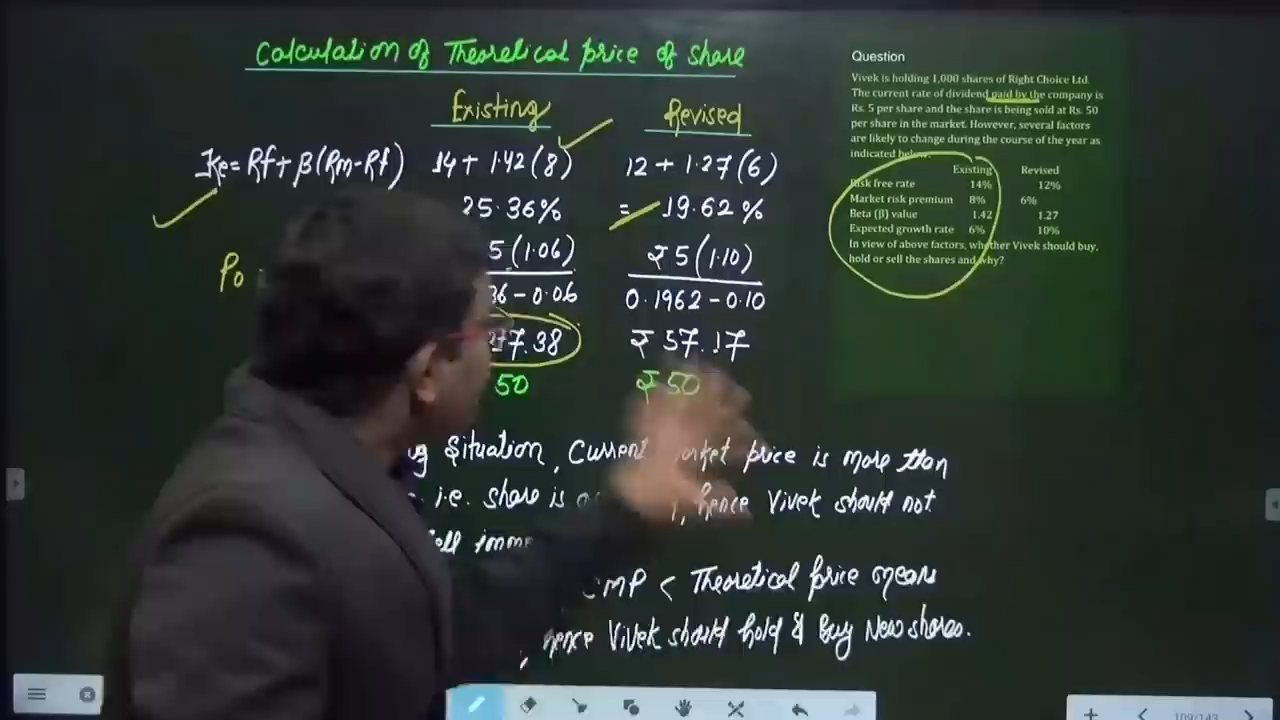 Calculation of Theoretical price of share
Existing Revised
Ke = Rf + β(Rm - Rf) 14 + 1.42 (8) 12 + 1.27 (6)
25.36% = 19.62%
Po 5 (1.06) ₹ 5 (1.10)
36 - 0.06 0.1962 - 0.10
27.38 ₹ 57.17
50 ₹ 50
Situation, Current market price is more than
i.e. share is hence Vivek should not
CMP < Theoretical price means
hence Vivek should hold & Buy New shares.
Question
Vivek is holding 1,000 shares of Right Choice Ltd.
The current rate of dividend paid by the company is
Rs. 5 per share and the share is being sold at Rs. 50
per share in the market. However, several factors
are likely to change during the course of the year as
indicated below:
Existing Revised
Risk free rate 14% 12%
Market risk premium 8% 6%
Beta (β) value 1.42 1.27
Expected growth rate 6% 10%
In view of above factors, whether Vivek should buy,
hold or sell the shares and why?
109/143